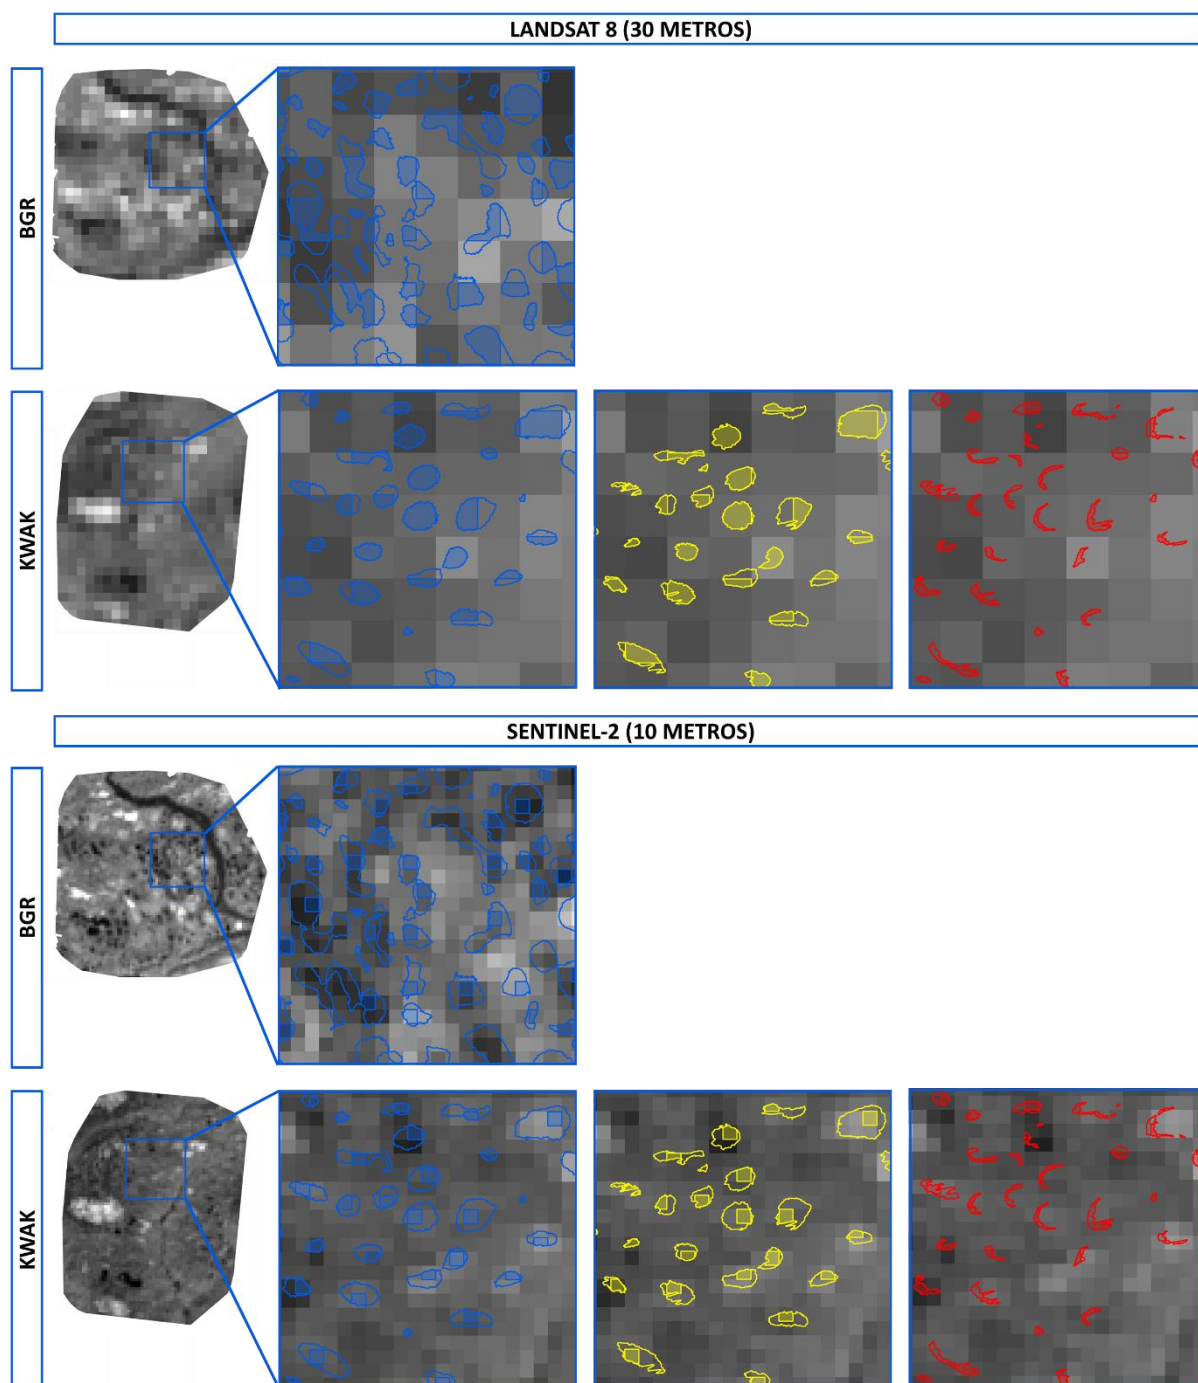 LANDSAT 8 (30 METROS)
BGR
KWAK
SENTINEL-2 (10 METROS)
BGR
KWAK